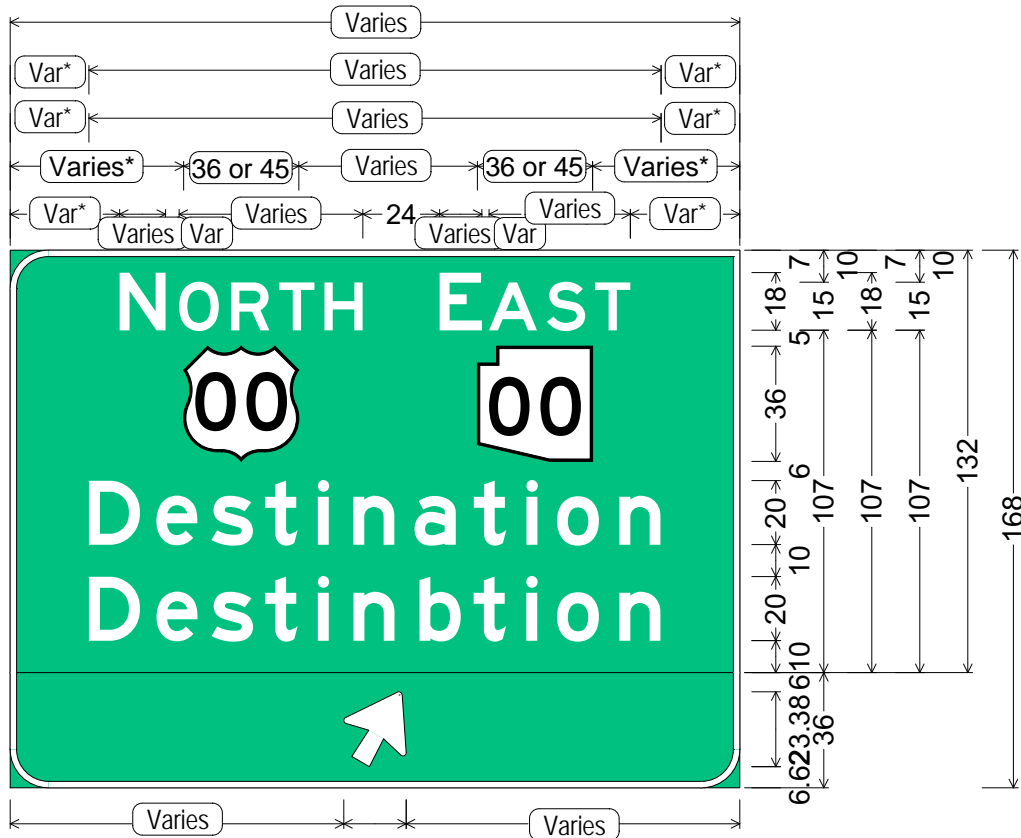 Varies
Var* Varies Var*
Var* Varies Var*
Varies* 36 or 45 Varies 36 or 45 Varies*
Var* Varies 24 Varies Var*
Varies Var Varies Var
NORTH EAST
00 00
Destination
Destinbtion
7 10 7 10
18 15 18 15
5
36
6
20
10
20
10
107 107 107
132
168
6
23.38
6.62
36
Varies Varies